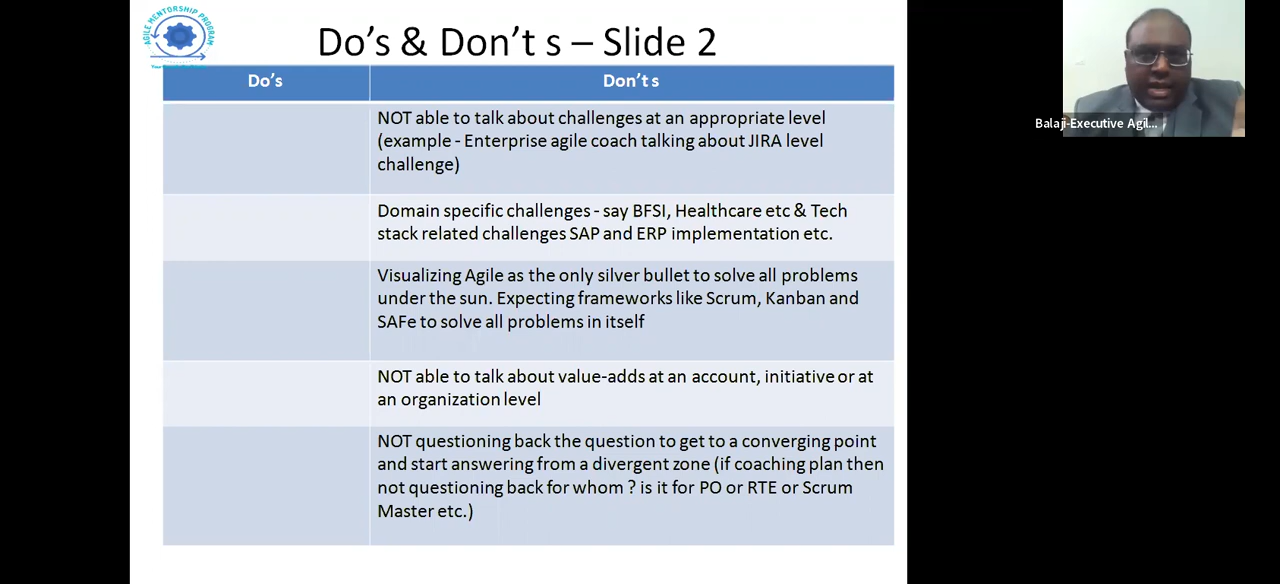 AGILE MENTORSHIP PROGRAM
Do's & Don't s – Slide 2
Do's
Don't s
NOT able to talk about challenges at an appropriate level
(example - Enterprise agile coach talking about JIRA level
challenge)
Domain specific challenges - say BFSI, Healthcare etc & Tech
stack related challenges SAP and ERP implementation etc.
Visualizing Agile as the only silver bullet to solve all problems
under the sun. Expecting frameworks like Scrum, Kanban and
SAFe to solve all problems in itself
NOT able to talk about value-adds at an account, initiative or at
an organization level
NOT questioning back the question to get to a converging point
and start answering from a divergent zone (if coaching plan then
not questioning back for whom ? is it for PO or RTE or Scrum
Master etc.)
Balaji-Executive Agil...